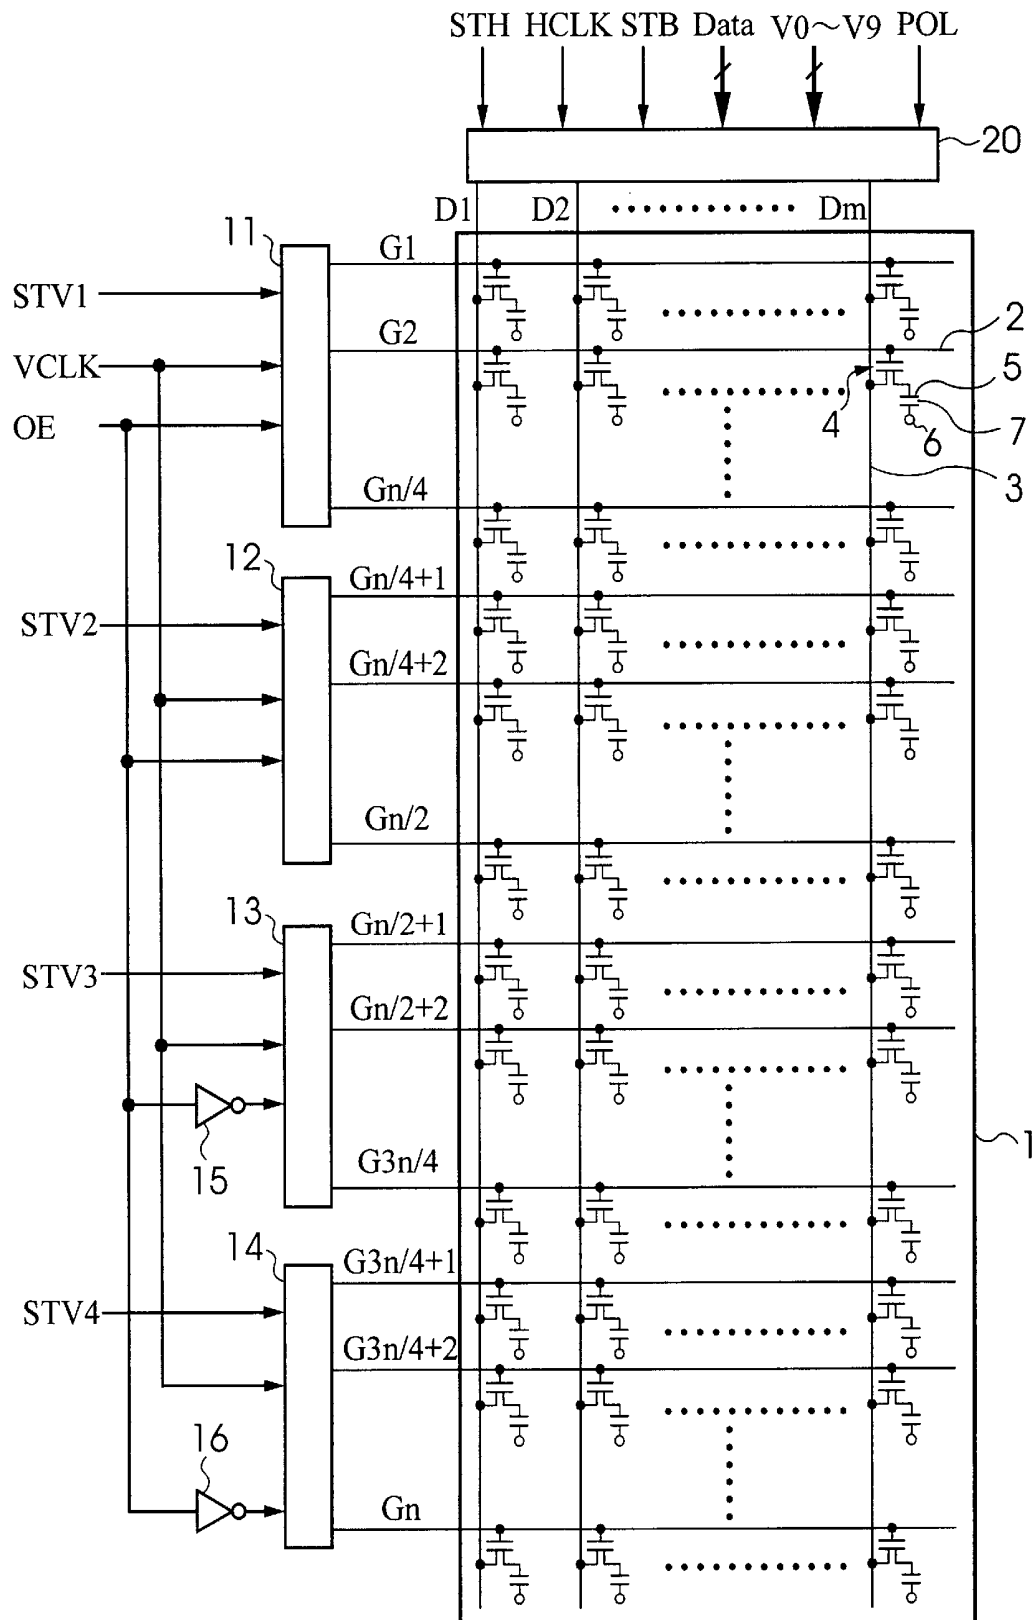 STH HCLK STB Data V0～V9 POL
20
D1 D2 Dm
11
G1
STV1
2
G2
VCLK
5
OE
4 6 7
3
Gn/4
12
Gn/4+1
STV2
Gn/4+2
Gn/2
13
Gn/2+1
STV3
Gn/2+2
1
15
G3n/4
14
G3n/4+1
STV4
G3n/4+2
16
Gn